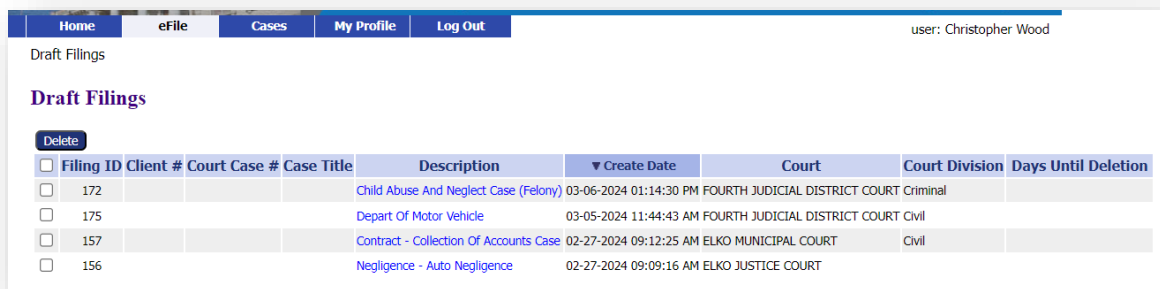 Home eFile Cases My Profile Log Out
user: Christopher Wood
Draft Filings
Draft Filings
Delete
Filing ID Client # Court Case # Case Title Description ▼ Create Date Court Court Division Days Until Deletion
172 Child Abuse And Neglect Case (Felony) 03-06-2024 01:14:30 PM FOURTH JUDICIAL DISTRICT COURT Criminal
175 Depart Of Motor Vehicle 03-05-2024 11:44:43 AM FOURTH JUDICIAL DISTRICT COURT Civil
157 Contract - Collection Of Accounts Case 02-27-2024 09:12:25 AM ELKO MUNICIPAL COURT Civil
156 Negligence - Auto Negligence 02-27-2024 09:09:16 AM ELKO JUSTICE COURT